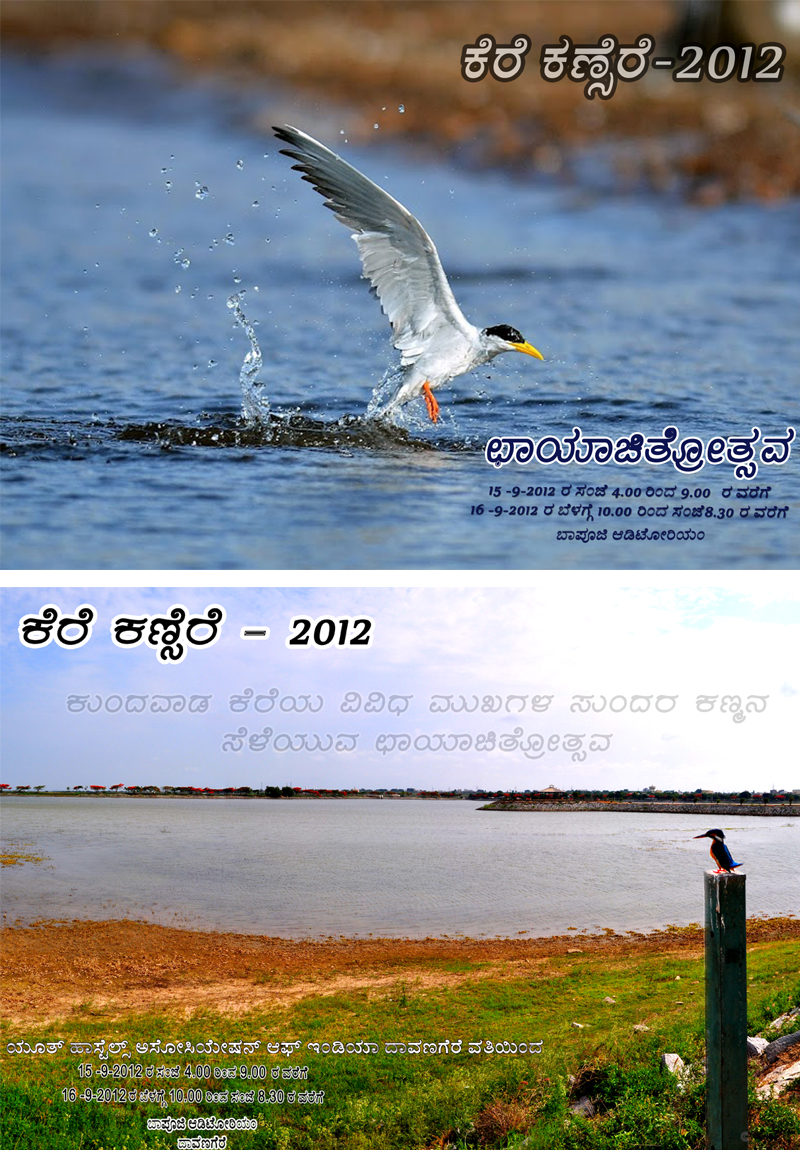 ಕೆರೆ ಕಣ್ಸೆರೆ-2012
ಛಾಯಾಚಿತ್ರೋತ್ಸವ
15 -9-2012 ರ ಸಂಜೆ 4.00 ರಿಂದ 9.00 ರ ವರೆಗೆ
16 -9-2012 ರ ಬೆಳಗ್ಗೆ 10.00 ರಿಂದ ಸಂಜೆ8.30 ರ ವರೆಗೆ
ಬಾಪೂಜಿ ಆಡಿಟೋರಿಯಂ
ಕೆರೆ ಕಣ್ಸೆರೆ - 2012
ಕುಂದವಾಡ ಕೆರೆಯ ವಿವಿಧ ಮುಖಗಳ ಸುಂದರ ಕಣ್ಮನ
ಸೆಳೆಯುವ ಛಾಯಾಚಿತ್ರೋತ್ಸವ
ಯೂತ್ ಹಾಸ್ಟೆಲ್ಸ್ ಅಸೋಸಿಯೇಷನ್ ಆಫ್ ಇಂಡಿಯಾ ದಾವಣಗೆರೆ ವತಿಯಿಂದ
15 -9-2012 ರ ಸಂಜೆ 4.00 ರಿಂದ 9.00 ರ ವರೆಗೆ
16 -9-2012 ರ ಬೆಳಗ್ಗೆ 10.00 ರಿಂದ ಸಂಜೆ 8.30 ರ ವರೆಗೆ
ಬಾಪೂಜಿ ಆಡಿಟೋರಿಯಂ
ದಾವಣಗೆರೆ